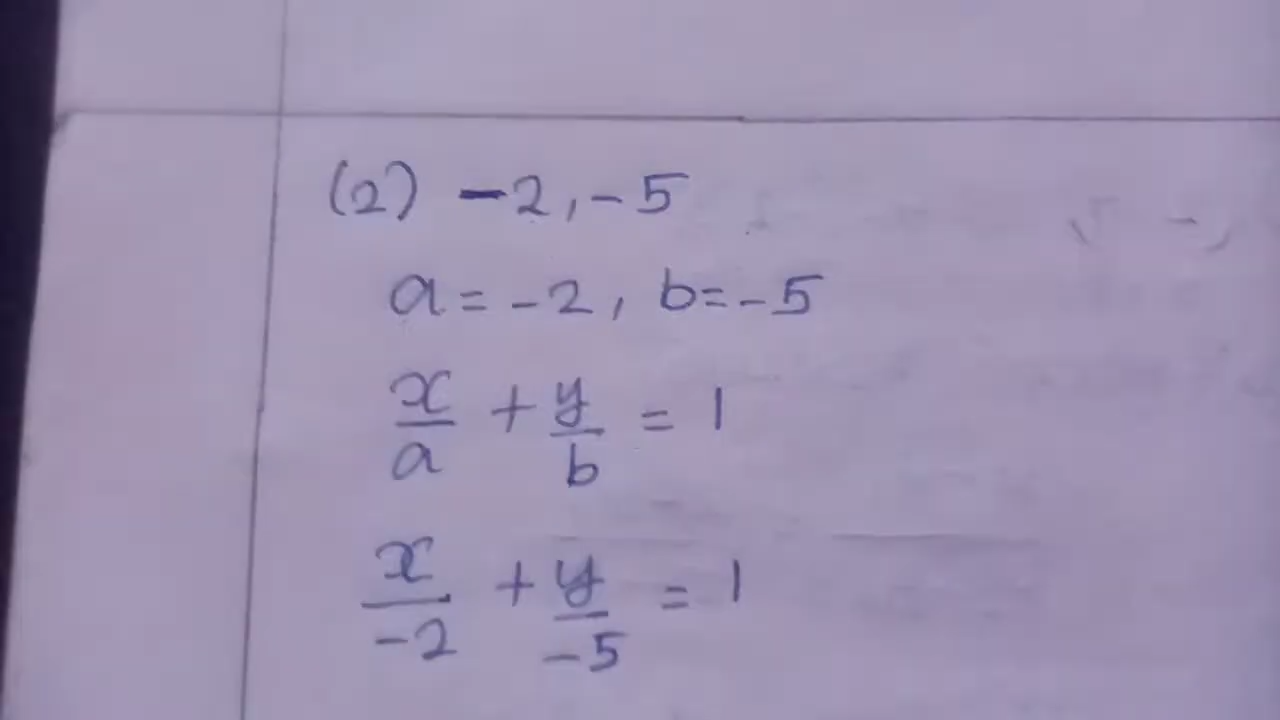 (2) -2, -5
a = -2, b = -5
x/a + y/b = 1
x/-2 + y/-5 = 1